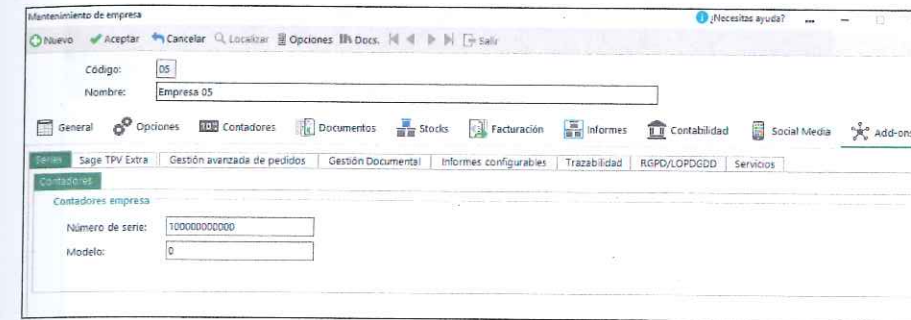 Mantenimiento de empresa ¿Necesitas ayuda? ...
Nuevo Aceptar Cancelar Localizar Opciones Docs. Salir
Código: 05
Nombre: Empresa 05
General Opciones Contadores Documentos Stocks Facturación Informes Contabilidad Social Media Add-ons
Series Sage TPV Extra Gestión avanzada de pedidos Gestión Documental Informes configurables Trazabilidad RGPD/LOPDGDD Servicios
Contadores
Contadores empresa
Número de serie: 100000000000
Modelo: 0